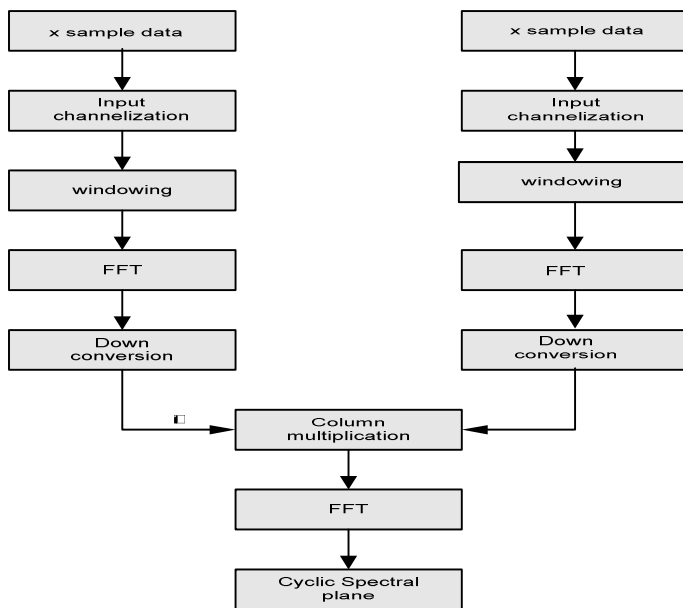 x sample data
Input
channelization
windowing
FFT
Down
conversion
x sample data
Input
channelization
windowing
FFT
Down
conversion
Column
multiplication
FFT
Cyclic Spectral
plane